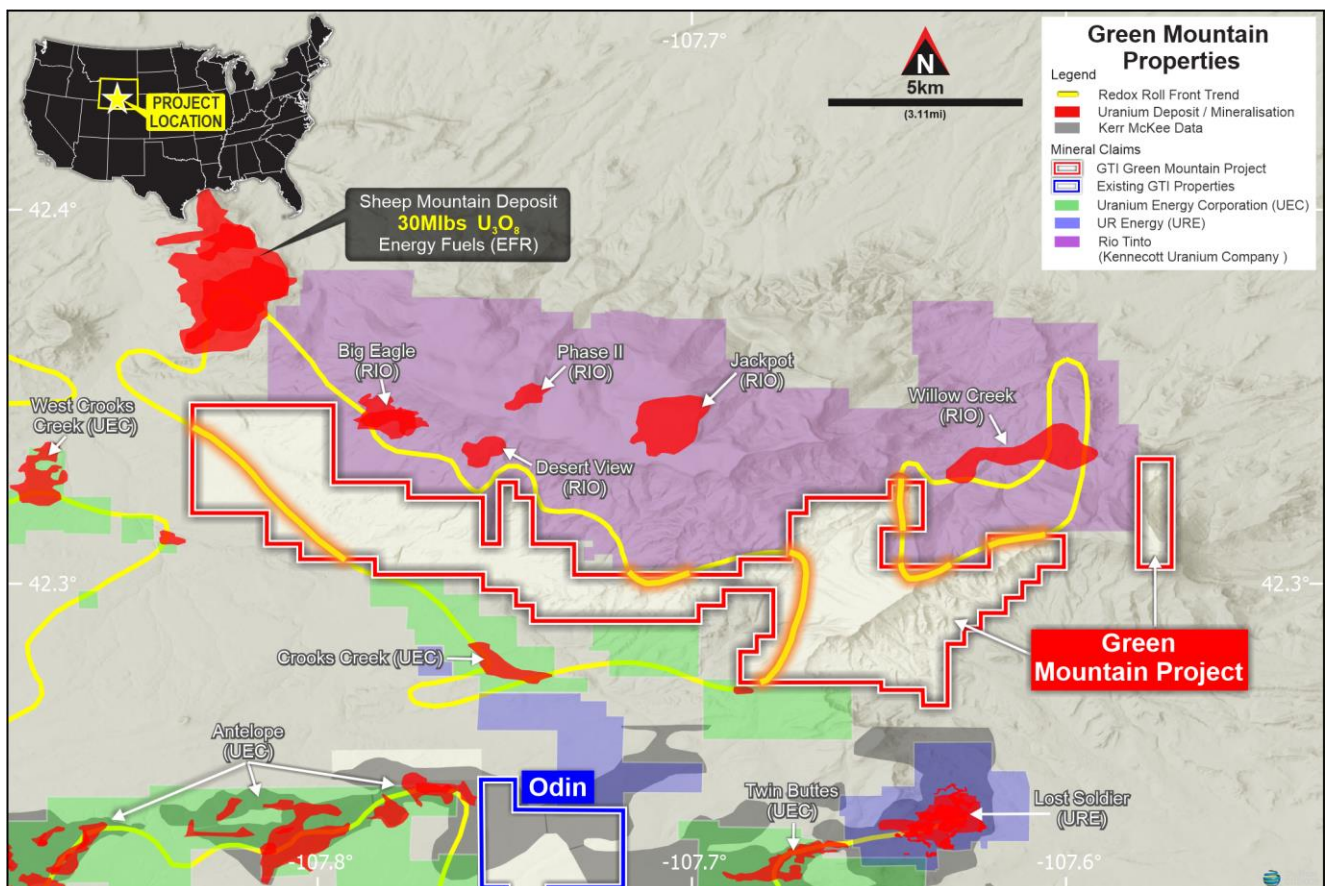 -107.7°
N
5km
(3.11mi)
Green Mountain
Properties
Legend
Redox Roll Front Trend
Uranium Deposit / Mineralisation
Kerr McKee Data
Mineral Claims
GTI Green Mountain Project
Existing GTI Properties
Uranium Energy Corporation (UEC)
UR Energy (URE)
Rio Tinto
(Kennecott Uranium Company )
PROJECT
LOCATION
42.4°
Sheep Mountain Deposit
30Mlbs U₃O₈
Energy Fuels (EFR)
Big Eagle
(RIO)
Phase II
(RIO)
Jackpot
(RIO)
Willow Creek
(RIO)
West Crooks
Creek (UEC)
Desert View
(RIO)
42.3°
42.3°
Crooks Creek (UEC)
Green
Mountain Project
Antelope
(UEC)
Odin
Twin Buttes
(UEC)
Lost Soldier
(URE)
-107.8°
-107.7°
-107.6°